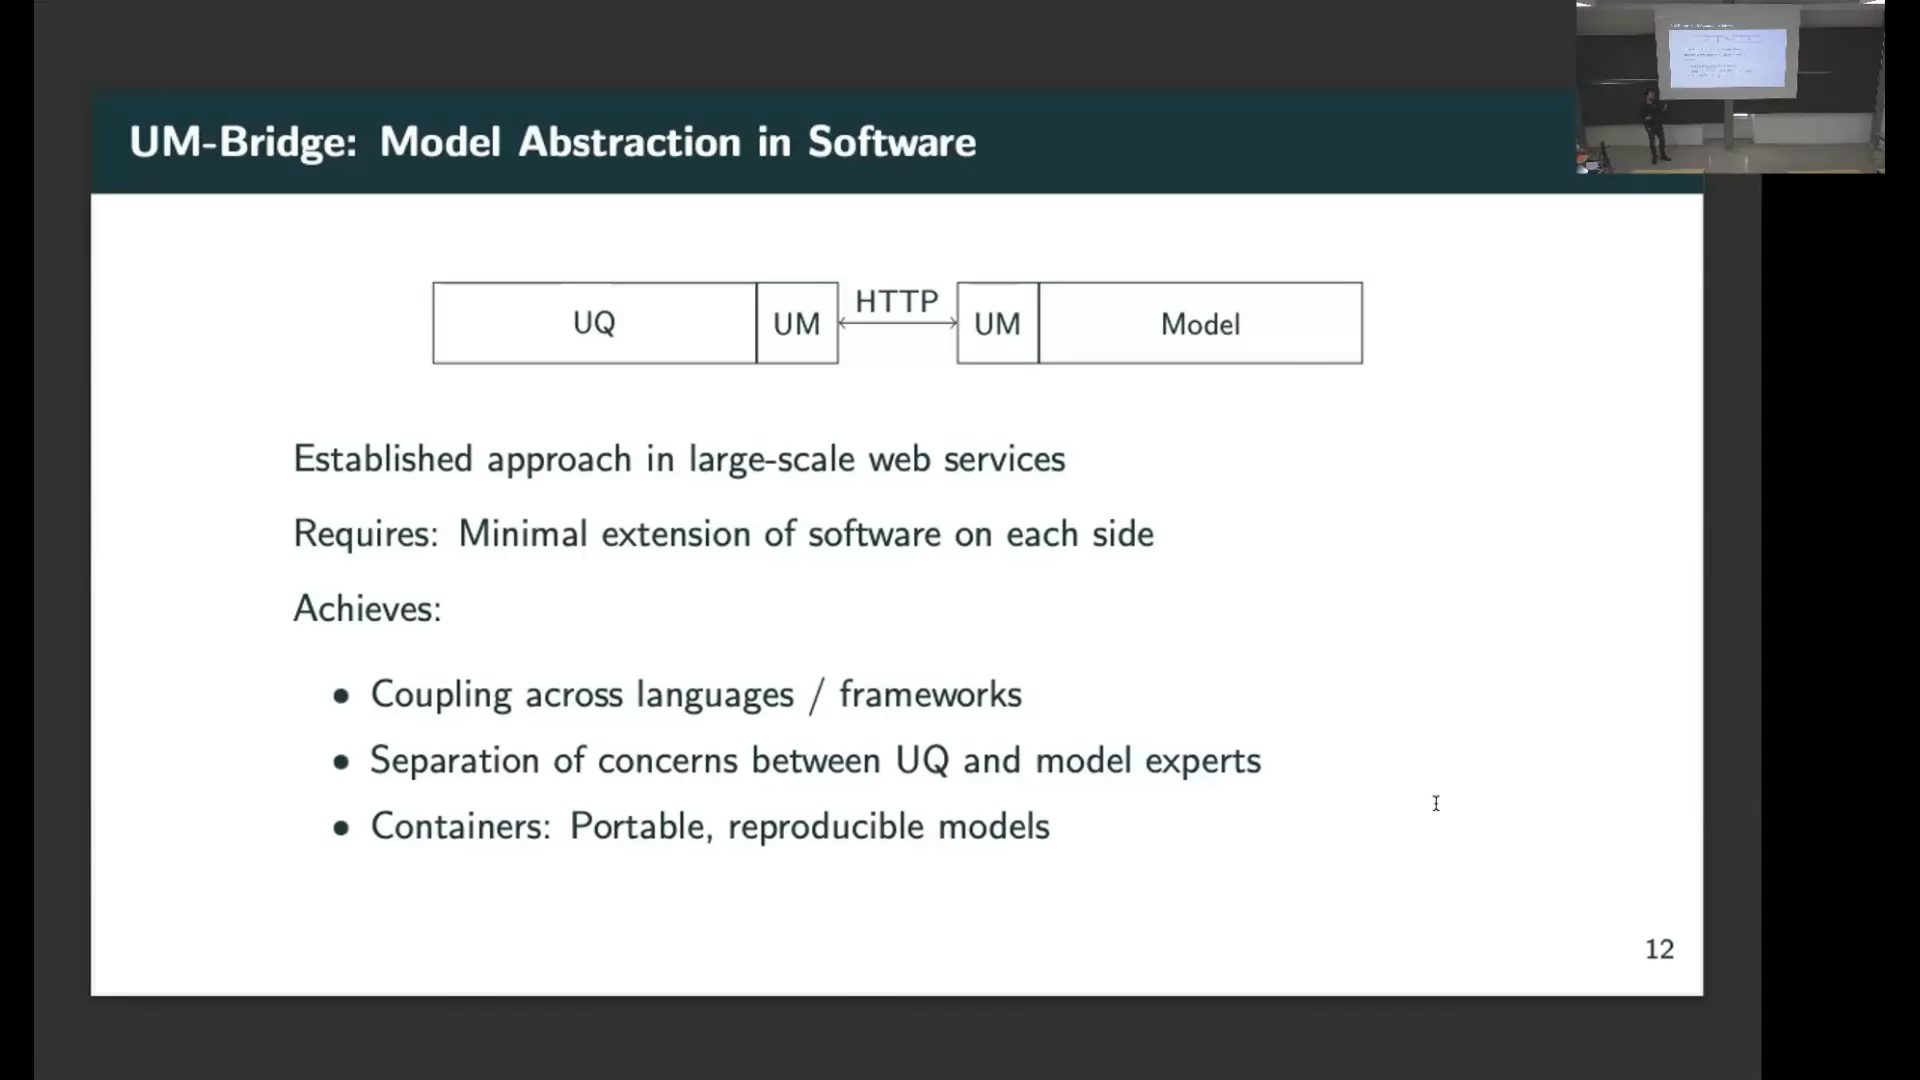 UM-Bridge: Model Abstraction in Software
UQ UM HTTP UM Model
Established approach in large-scale web services
Requires: Minimal extension of software on each side
Achieves:
• Coupling across languages / frameworks
• Separation of concerns between UQ and model experts
• Containers: Portable, reproducible models
12